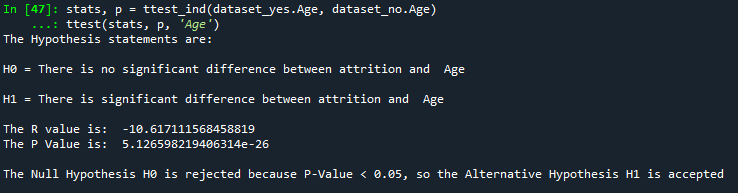 In [47]: stats, p = ttest_ind(dataset_yes.Age, dataset_no.Age)
...: ttest(stats, p, 'Age')
The Hypothesis statements are:
H0 = There is no significant difference between attrition and  Age
H1 = There is significant difference between attrition and  Age
The R value is:  -10.617111568458819
The P Value is:  5.126598219406314e-26
The Null Hypothesis H0 is rejected because P-Value < 0.05, so the Alternative Hypothesis H1 is accepted